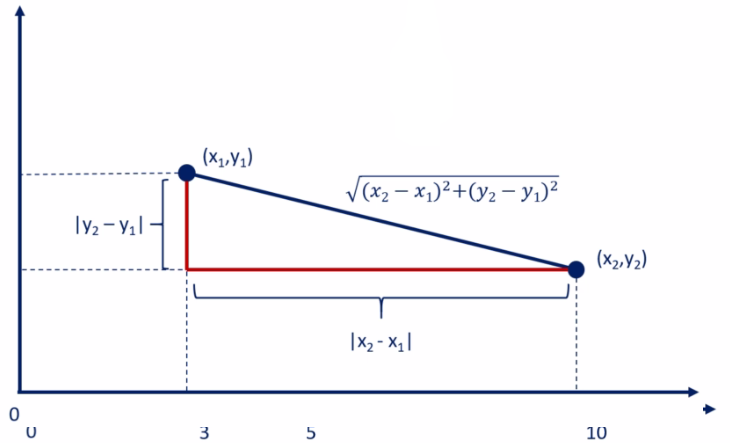 (x₁,y₁)
√(x₂ − x₁)²+(y₂ − y₁)²
|y₂ – y₁|
(x₂,y₂)
|x₂ - x₁|
0
0 3 5 10